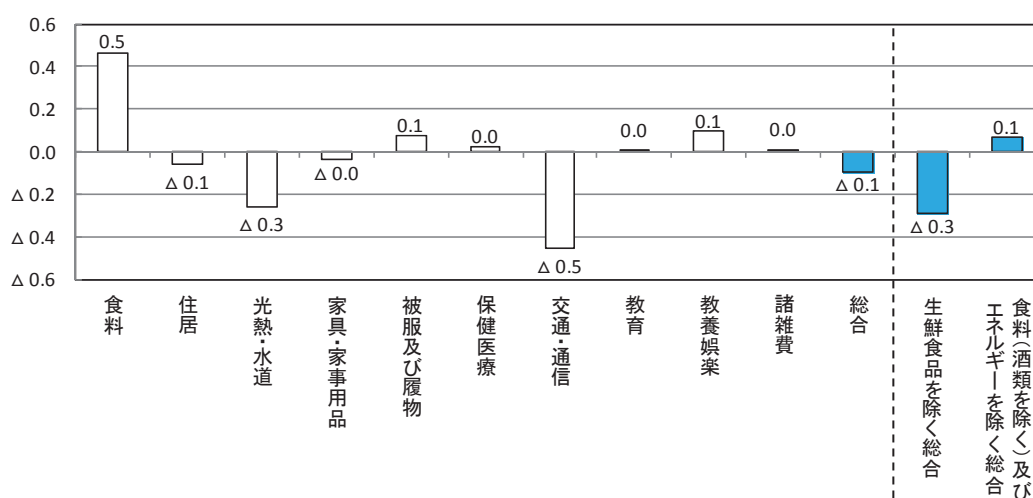 0.6
0.4
0.2
0.0
△ 0.2
△ 0.4
△ 0.6
0.5
△ 0.1
△ 0.3
△ 0.0
0.1
0.0
△ 0.5
0.0
0.1
0.0
△ 0.1
△ 0.3
0.1
食料
住居
光熱・水道
家具・家事用品
被服及び履物
保健医療
交通・通信
教育
教養娯楽
諸雑費
総合
生鮮食品を除く総合
食料(酒類を除く)及び
エネルギーを除く総合